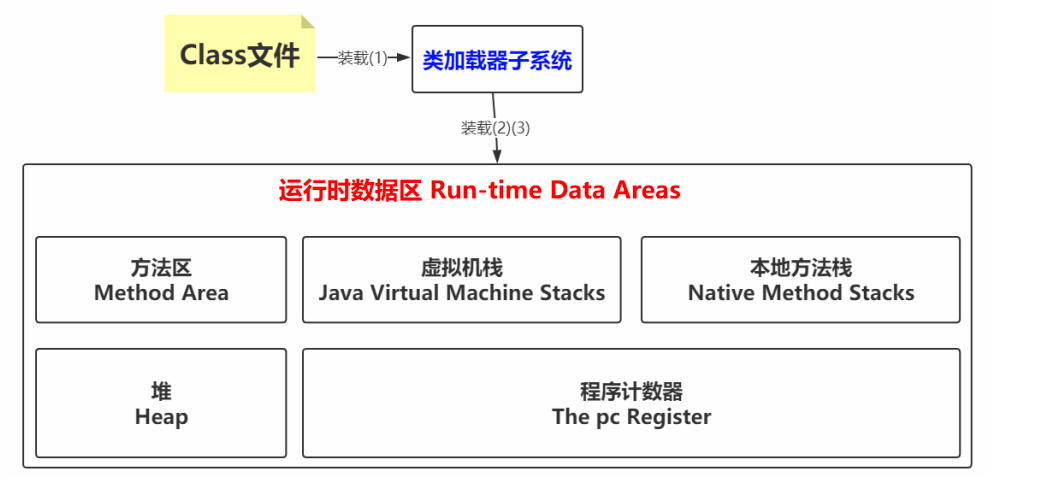 Class文件
装载(1)
类加载器子系统
装载(2)(3)
运行时数据区 Run-time Data Areas
方法区
Method Area
虚拟机栈
Java Virtual Machine Stacks
本地方法栈
Native Method Stacks
堆
Heap
程序计数器
The pc Register